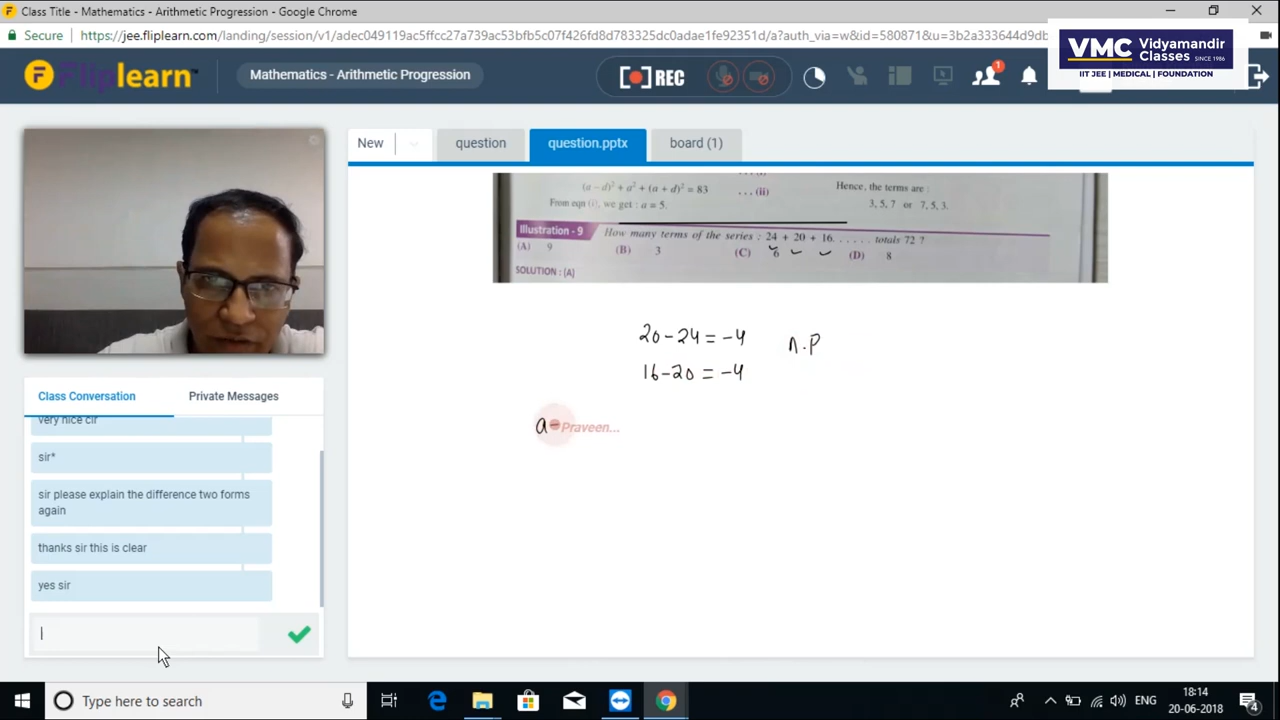 Class Title - Mathematics - Arithmetic Progression - Google Chrome
Secure
https://jee.fliplearn.com/landing/session/v1/adec049119ac5ffcc27a739ac53bfb5c07f426fd8d783325dc0adae1fe92351d/a?auth_via=w&id=580871&u=3b2a333644d9db
VMC Vidyamandir Classes SINCE 1986
IIT JEE | MEDICAL | FOUNDATION
Fliplearn
Mathematics - Arithmetic Progression
REC
1
New
question
question.pptx
board (1)
(a − d)² + a² + (a + d)² = 83 . . . (ii)
Hence, the terms are :
From eqn (i), we get : a = 5.
3, 5, 7 or 7, 5, 3.
Illustration - 9 How many terms of the series : 24 + 20 + 16. . . . . . totals 72 ?
(A) 9 (B) 3 (C) 6 (D) 8
SOLUTION : (A)
20-24 = -4
n.P
16-20 = -4
a-
Praveen...
Class Conversation
Private Messages
very nice cir
sir*
sir please explain the difference two forms
again
thanks sir this is clear
yes sir
Type here to search
ENG
18:14
20-06-2018
4